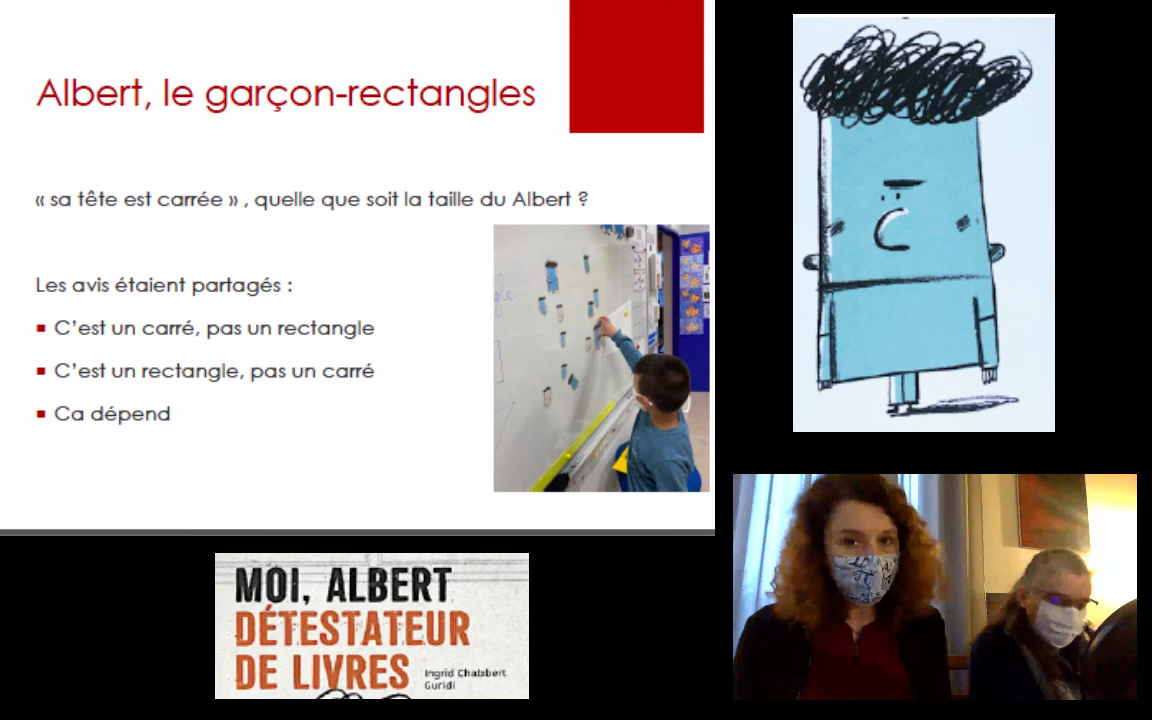 Albert, le garçon-rectangles
« sa tête est carrée » , quelle que soit la taille du Albert ?
Les avis étaient partagés :
C'est un carré, pas un rectangle
C'est un rectangle, pas un carré
Ca dépend
MOI, ALBERT
DÉTESTATEUR
DE LIVRES
Ingrid Chabbert
Guridi